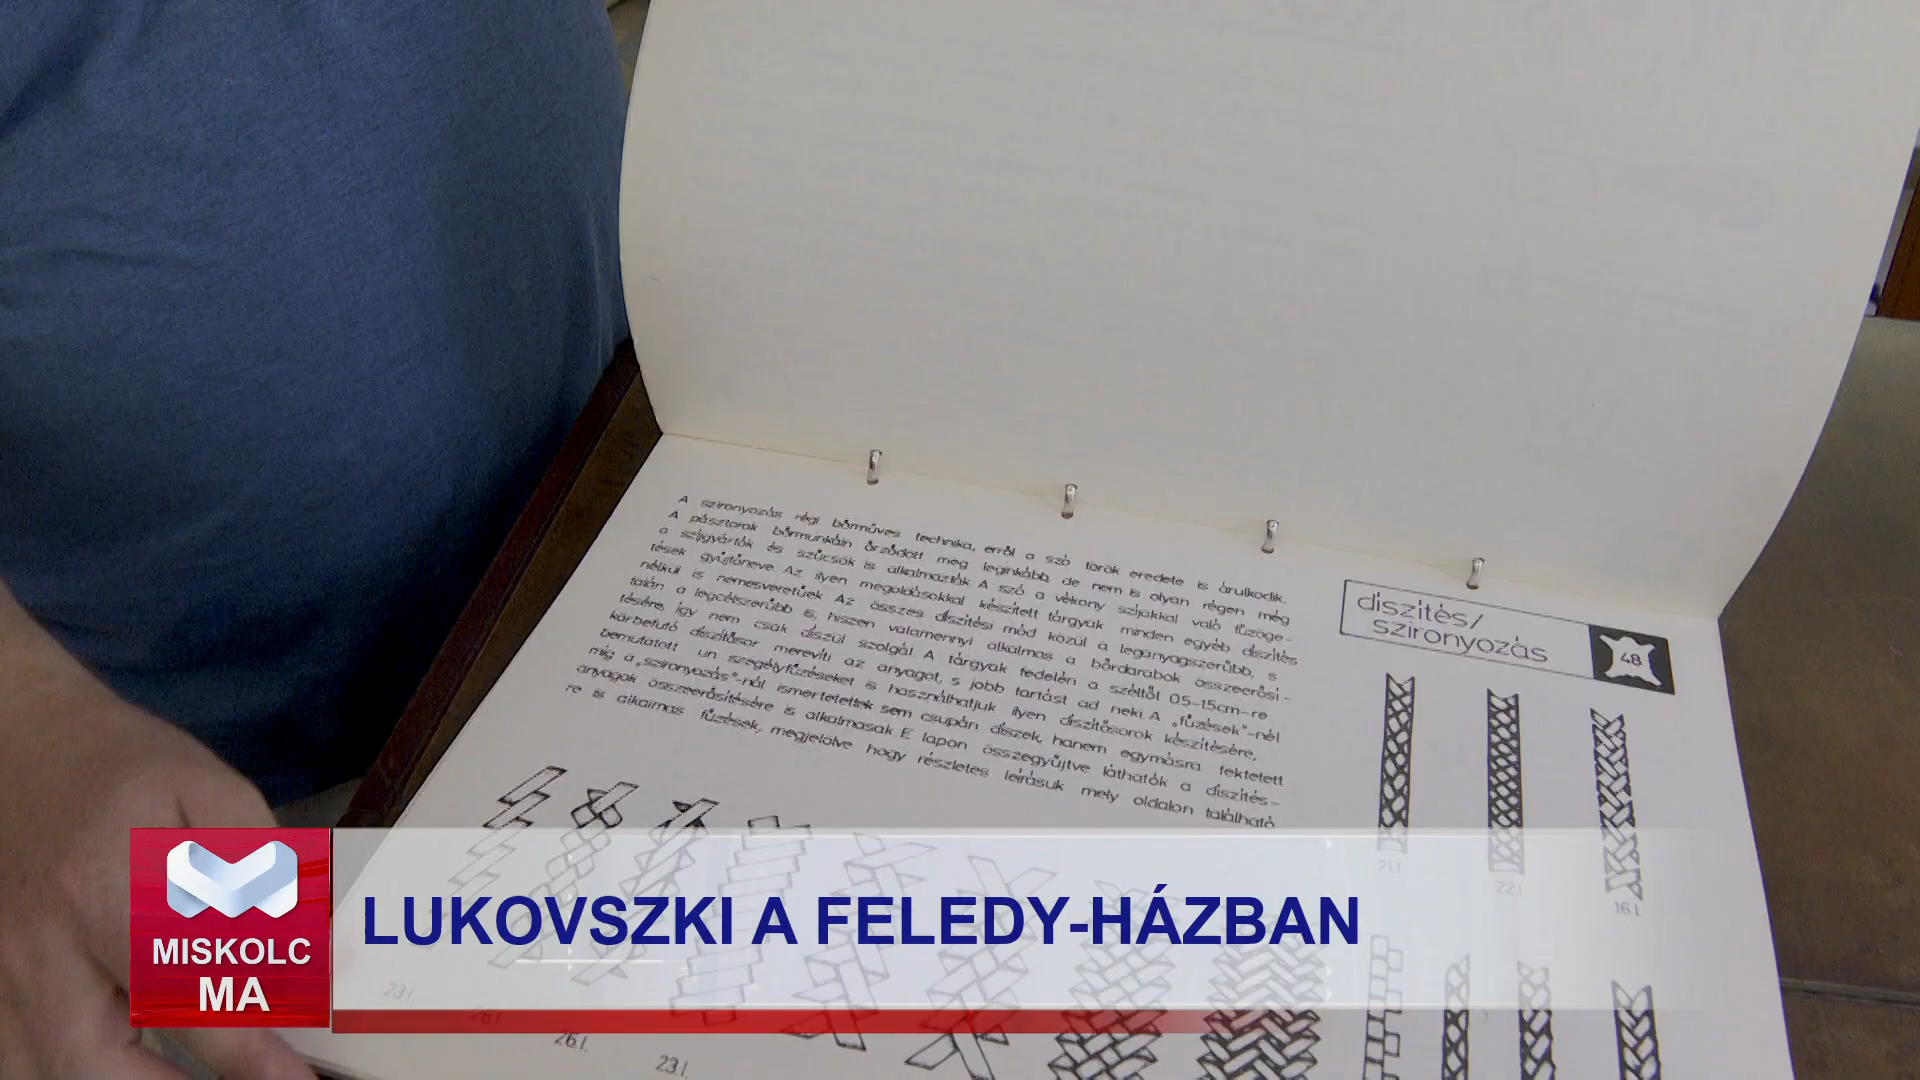 A szironyozás régi bőrműves technika, erről a szó török eredete is árulkodik.
A pásztorok bőrmunkáin őrződött meg leginkább, de nem is olyan régen még
a szíjgyártók és szűcsök is alkalmazták. A szó a vékony szíjakkal való fűzöge-
tések gyűjtőneve. Az ilyen megoldásokkal készített tárgyak minden egyéb díszítés
nélkül is nemesveretűek. Az összes díszítési mód közül a leganyagszerűbb, s
talán a legcélszerűbb is, hiszen valamennyi alkalmas a bőrdarabok összeerősí-
tésére, így nem csak díszül szolgál. A tárgyak fedelén a széltől 0.5-1.5cm-re
körbefutó díszítősor merevíti az anyagot, s jobb tartást ad neki. A „fűzések"-nél
bemutatott un. szegélyfűzéseket is használhatjuk ilyen díszítősorok készítésére,
míg a „szironyozás"-nál ismertetettek sem csupán díszek, hanem egymásra fektetett
anyagok összeerősítésére is alkalmasak. E lapon összegyűjtve láthatók a díszítés-
re is alkalmas fűzések, megjelölve hogy részletes leírásuk mely oldalon található
díszítés/
szironyozás
48
21.l.
22.l.
16.l.
23.l.
26.l.
26.l.
23.l.
MISKOLC
MA
LUKOVSZKI A FELEDY-HÁZBAN